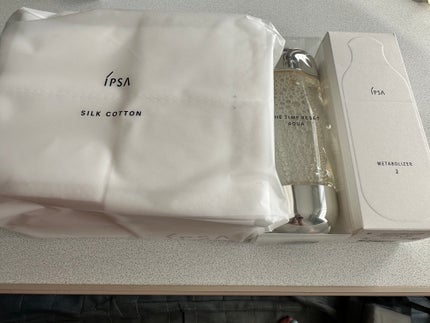 IPSA
SILK COTTON
THE TIME RESET
AQUA
IPSA
METABOLIZER
2